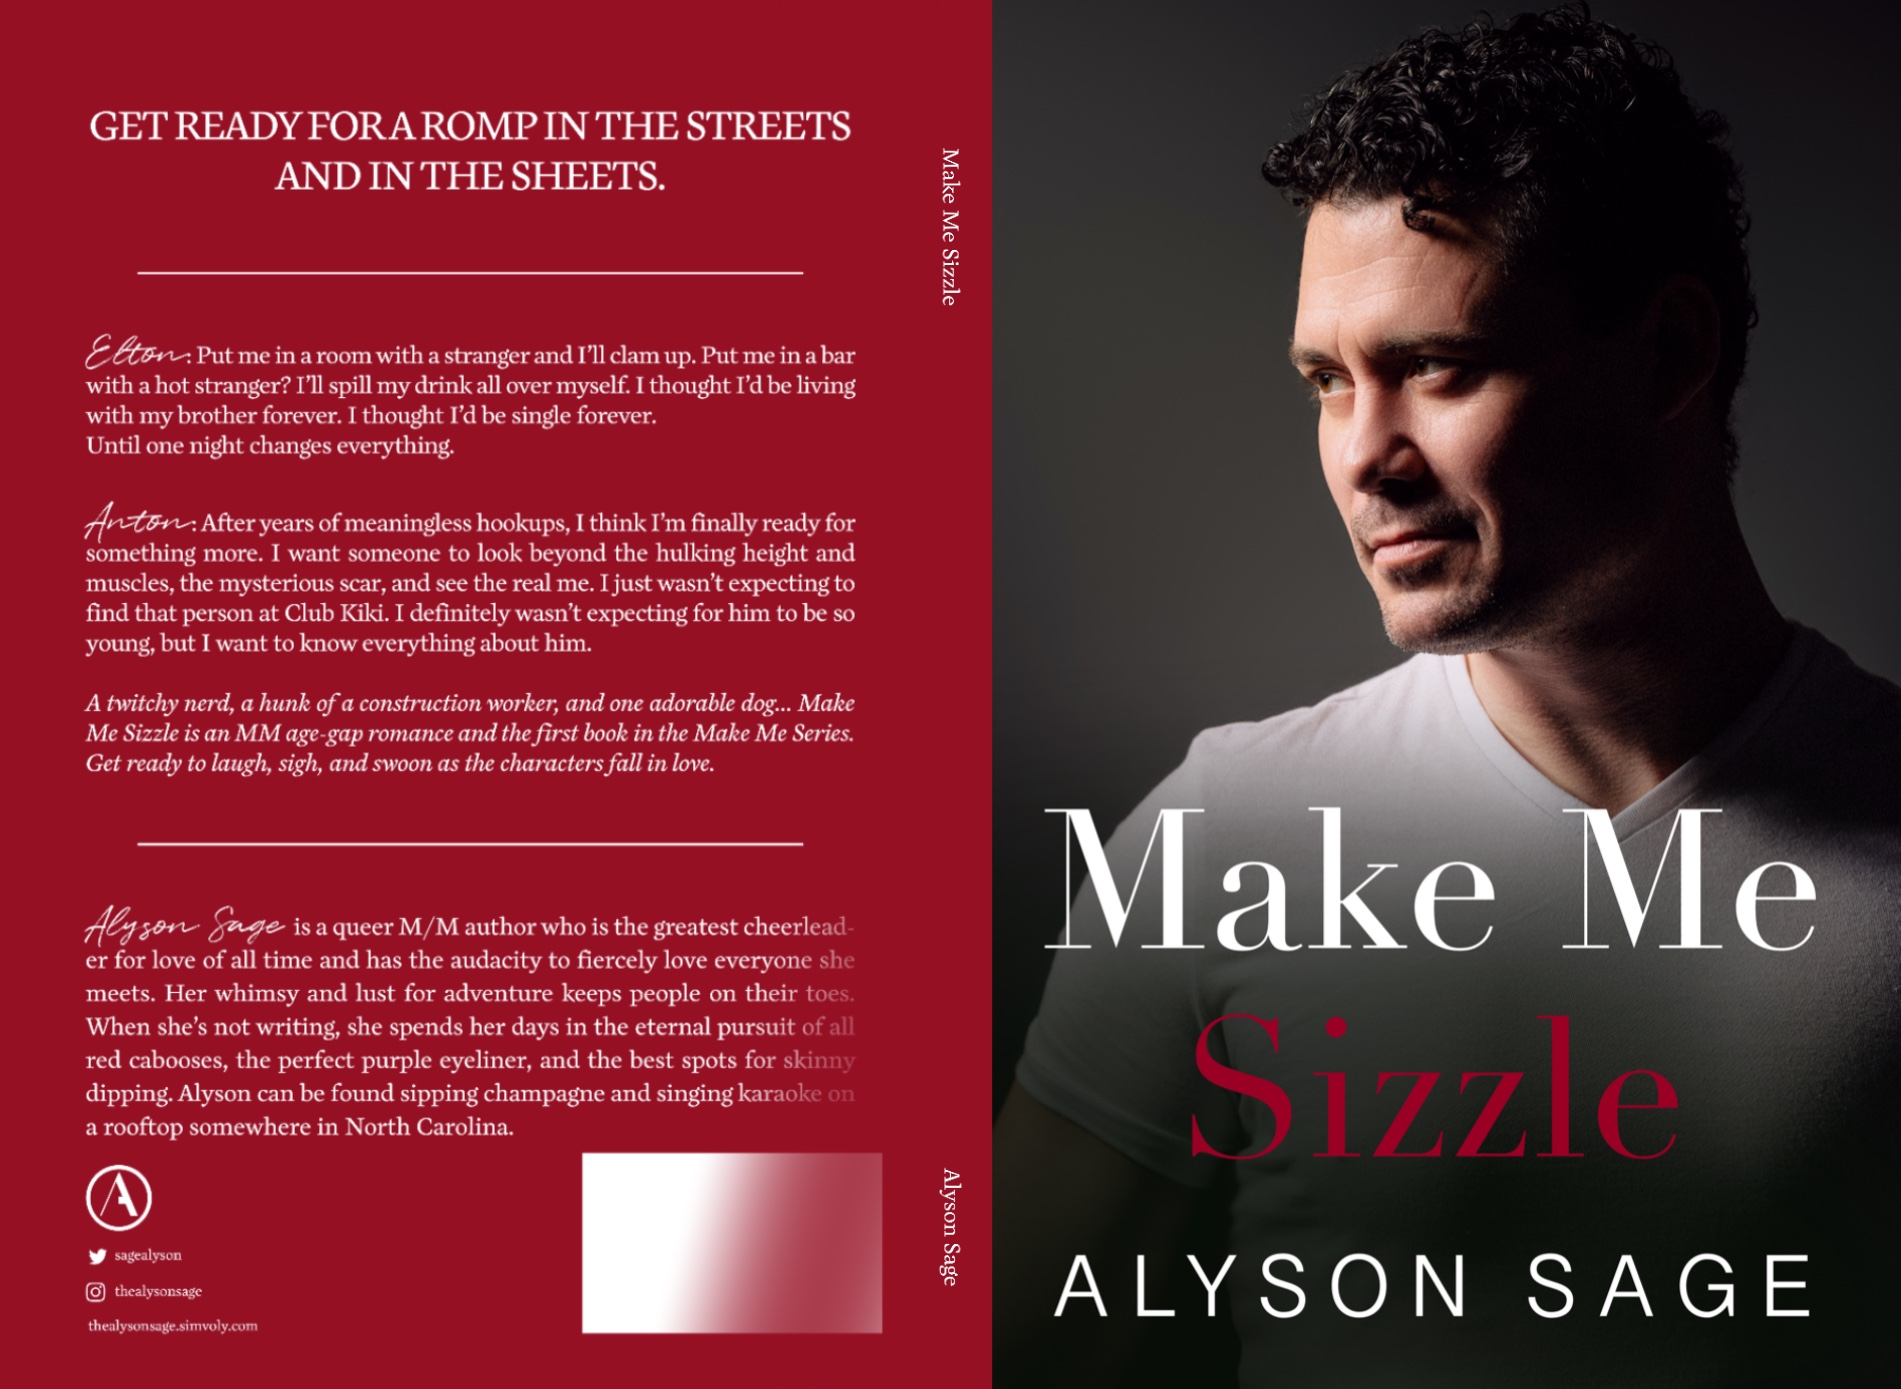 GET READY FOR A ROMP IN THE STREETS
AND IN THE SHEETS.
Elton: Put me in a room with a stranger and I'll clam up. Put me in a bar
with a hot stranger? I'll spill my drink all over myself. I thought I'd be living
with my brother forever. I thought I'd be single forever.
Until one night changes everything.
Anton: After years of meaningless hookups, I think I'm finally ready for
something more. I want someone to look beyond the hulking height and
muscles, the mysterious scar, and see the real me. I just wasn't expecting to
find that person at Club Kiki. I definitely wasn't expecting for him to be so
young, but I want to know everything about him.
A twitchy nerd, a hunk of a construction worker, and one adorable dog... Make
Me Sizzle is an MM age-gap romance and the first book in the Make Me Series.
Get ready to laugh, sigh, and swoon as the characters fall in love.
Alyson Sage is a queer M/M author who is the greatest cheerlead-
er for love of all time and has the audacity to fiercely love everyone she
meets. Her whimsy and lust for adventure keeps people on their toes.
When she's not writing, she spends her days in the eternal pursuit of all
red cabooses, the perfect purple eyeliner, and the best spots for skinny
dipping. Alyson can be found sipping champagne and singing karaoke on
a rooftop somewhere in North Carolina.
A
sagealyson
thealysonsage
thealysonsage.simvoly.com
Make Me Sizzle
Alyson Sage
Make Me
Sizzle
ALYSON SAGE